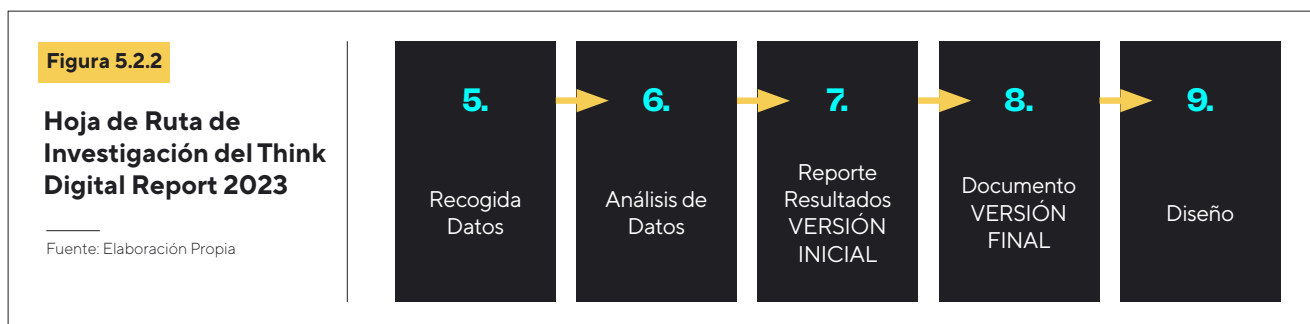 Figura 5.2.2
Hoja de Ruta de
Investigación del Think
Digital Report 2023
Fuente: Elaboración Propia
5.
Recogida
Datos
6.
Análisis de
Datos
7.
Reporte
Resultados
VERSIÓN
INICIAL
8.
Documento
VERSIÓN
FINAL
9.
Diseño